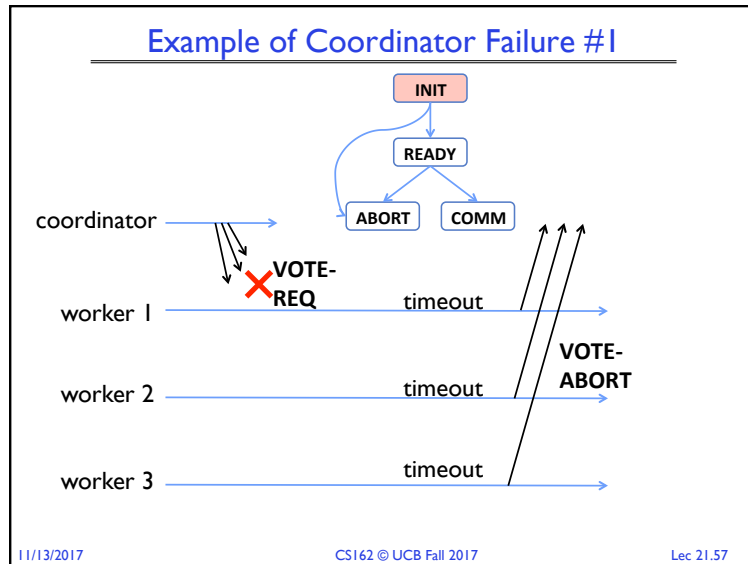 Example of Coordinator Failure #1
INIT
READY
ABORT
COMM
coordinator
VOTE-
REQ
worker 1
timeout
VOTE-
ABORT
worker 2
timeout
worker 3
timeout
11/13/2017
CS162 © UCB Fall 2017
Lec 21.57